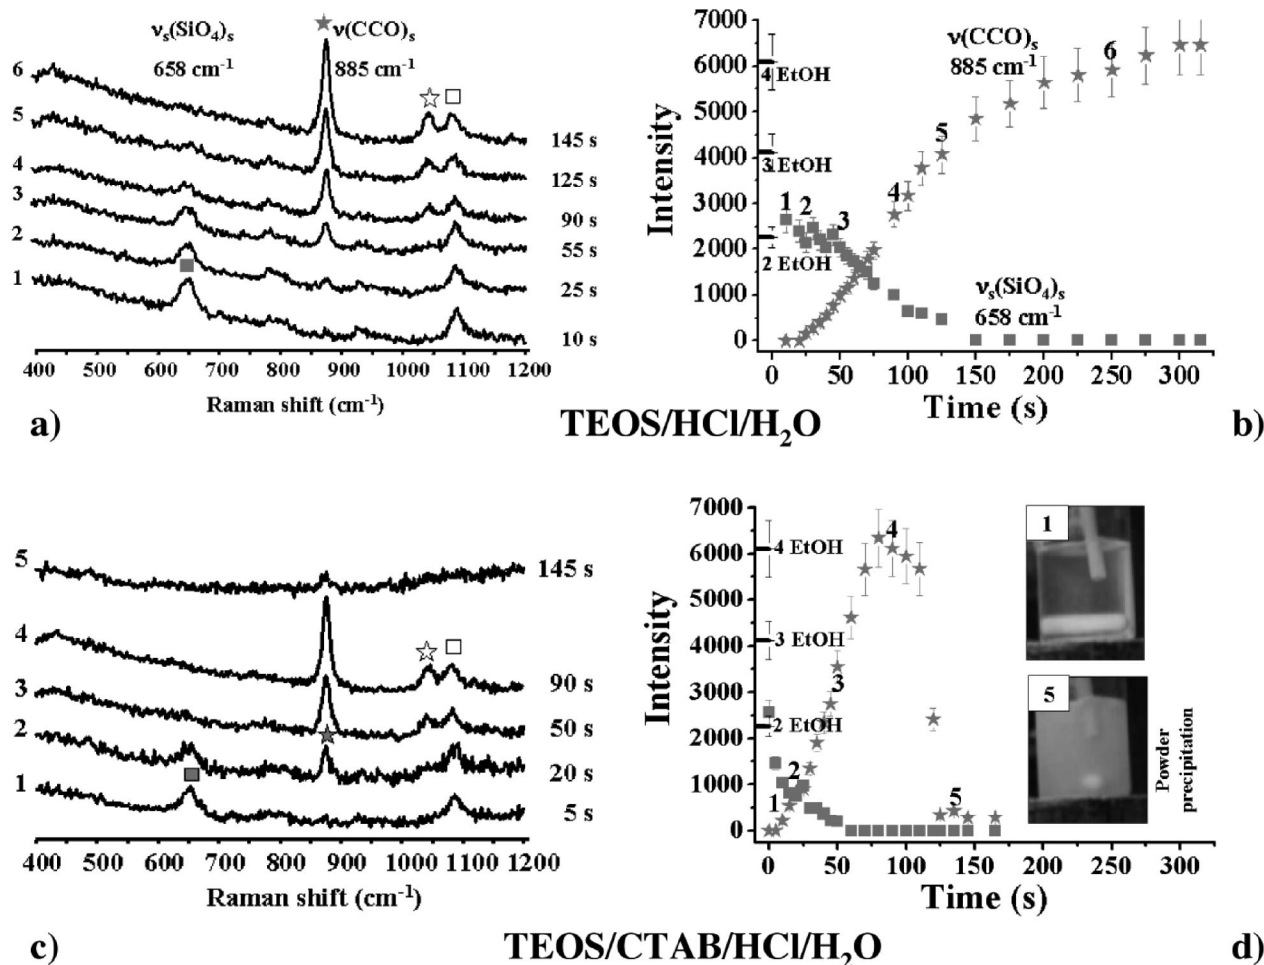 νs(SiO4)s
658 cm-1
ν(CCO)s
885 cm-1
6
5
4
3
2
1
145 s
125 s
90 s
55 s
25 s
10 s
400 500 600 700 800 900 1000 1100 1200
Raman shift (cm-1)
a)
7000
6000
5000
4000
3000
2000
1000
0
Intensity
4 EtOH
3 EtOH
2 EtOH
ν(CCO)s
885 cm-1
1
2
3
4
5
6
νs(SiO4)s
658 cm-1
0 50 100 150 200 250 300
Time (s)
b)
TEOS/HCl/H2O
5
4
3
2
1
145 s
90 s
50 s
20 s
5 s
400 500 600 700 800 900 1000 1100 1200
Raman shift (cm-1)
c)
7000
6000
5000
4000
3000
2000
1000
0
Intensity
4 EtOH
3 EtOH
2 EtOH
1
2
3
4
5
1
5
Powder
precipitation
0 50 100 150 200 250 300
Time (s)
d)
TEOS/CTAB/HCl/H2O